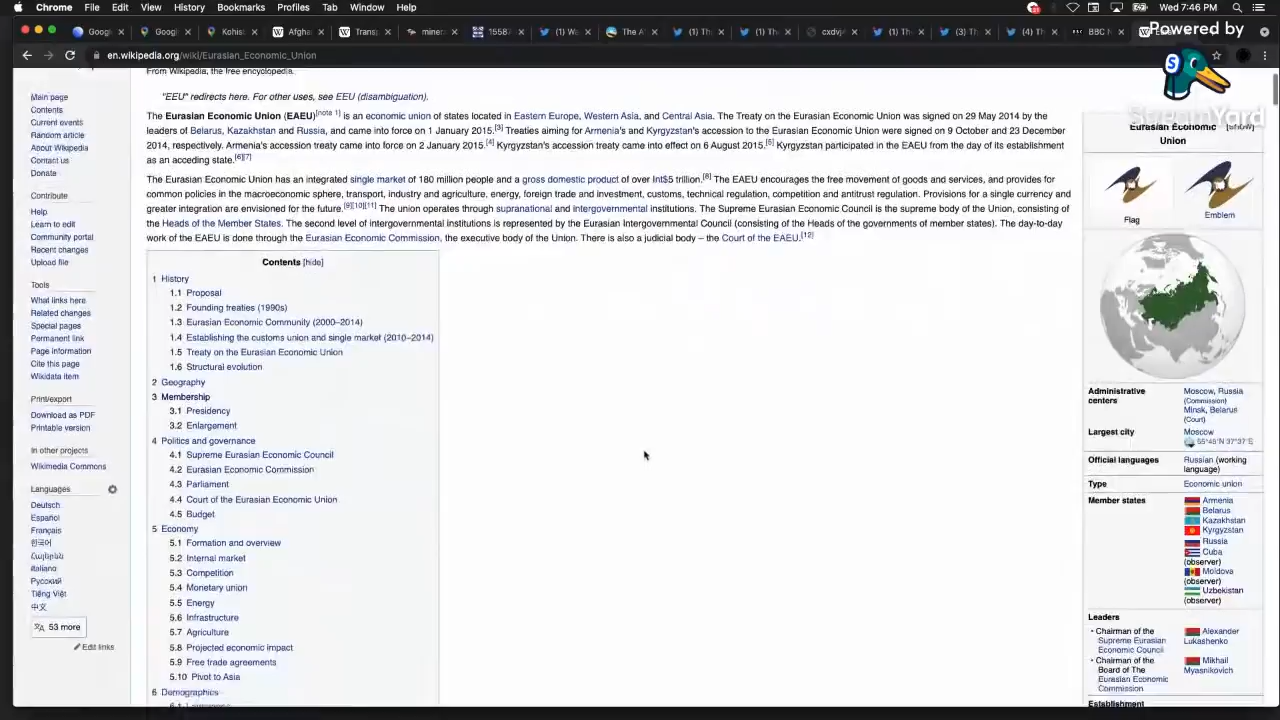 Chrome File Edit View History Bookmarks Profiles Tab Window Help Wed 7:46 PM
Powered by
StreamYard
en.wikipedia.org/wiki/Eurasian_Economic_Union
From Wikipedia, the free encyclopedia.
"EEU" redirects here. For other uses, see EEU (disambiguation).
The Eurasian Economic Union (EAEU)[note 1] is an economic union of states located in Eastern Europe, Western Asia, and Central Asia. The Treaty on the Eurasian Economic Union was signed on 29 May 2014 by the
leaders of Belarus, Kazakhstan and Russia, and came into force on 1 January 2015.[3] Treaties aiming for Armenia's and Kyrgyzstan's accession to the Eurasian Economic Union were signed on 9 October and 23 December
2014, respectively. Armenia's accession treaty came into force on 2 January 2015.[4] Kyrgyzstan's accession treaty came into effect on 6 August 2015.[5] Kyrgyzstan participated in the EAEU from the day of its establishment
as an acceding state.[6][7]
The Eurasian Economic Union has an integrated single market of 180 million people and a gross domestic product of over Int$5 trillion.[8] The EAEU encourages the free movement of goods and services, and provides for
common policies in the macroeconomic sphere, transport, industry and agriculture, energy, foreign trade and investment, customs, technical regulation, competition and antitrust regulation. Provisions for a single currency and
greater integration are envisioned for the future.[9][10][11] The union operates through supranational and intergovernmental institutions. The Supreme Eurasian Economic Council is the supreme body of the Union, consisting of
the Heads of the Member States. The second level of intergovernmental institutions is represented by the Eurasian Intergovernmental Council (consisting of the Heads of the governments of member states). The day-to-day
work of the EAEU is done through the Eurasian Economic Commission, the executive body of the Union. There is also a judicial body – the Court of the EAEU.[12]
Main page
Contents
Current events
Random article
About Wikipedia
Contact us
Donate
Contribute
Help
Learn to edit
Community portal
Recent changes
Upload file
Tools
What links here
Related changes
Special pages
Permanent link
Page information
Cite this page
Wikidata item
Print/export
Download as PDF
Printable version
In other projects
Wikimedia Commons
Languages
Deutsch
Español
Français
한국어
Հայերեն
Italiano
Русский
Tiếng Việt
中文
53 more
Edit links
Contents [hide]
1 History
1.1 Proposal
1.2 Founding treaties (1990s)
1.3 Eurasian Economic Community (2000–2014)
1.4 Establishing the customs union and single market (2010–2014)
1.5 Treaty on the Eurasian Economic Union
1.6 Structural evolution
2 Geography
3 Membership
3.1 Presidency
3.2 Enlargement
4 Politics and governance
4.1 Supreme Eurasian Economic Council
4.2 Eurasian Economic Commission
4.3 Parliament
4.4 Court of the Eurasian Economic Union
4.5 Budget
5 Economy
5.1 Formation and overview
5.2 Internal market
5.3 Competition
5.4 Monetary union
5.5 Energy
5.6 Infrastructure
5.7 Agriculture
5.8 Projected economic impact
5.9 Free trade agreements
5.10 Pivot to Asia
6 Demographics
Eurasian Economic [show]
Union
Flag
Emblem
Administrative Moscow, Russia
centers (Commission)
Minsk, Belarus
(Court)
Largest city Moscow
55°45'N 37°37'E
Official languages Russian (working
language)
Type Economic union
Member states Armenia
Belarus
Kazakhstan
Kyrgyzstan
Russia
Cuba
(observer)
Moldova
(observer)
Uzbekistan
(observer)
Leaders
• Chairman of the Alexander
Supreme Eurasian Lukashenko
Economic Council
• Chairman of the Mikhail
Board of The Myasnikovich
Eurasian Economic
Commission
Establishment